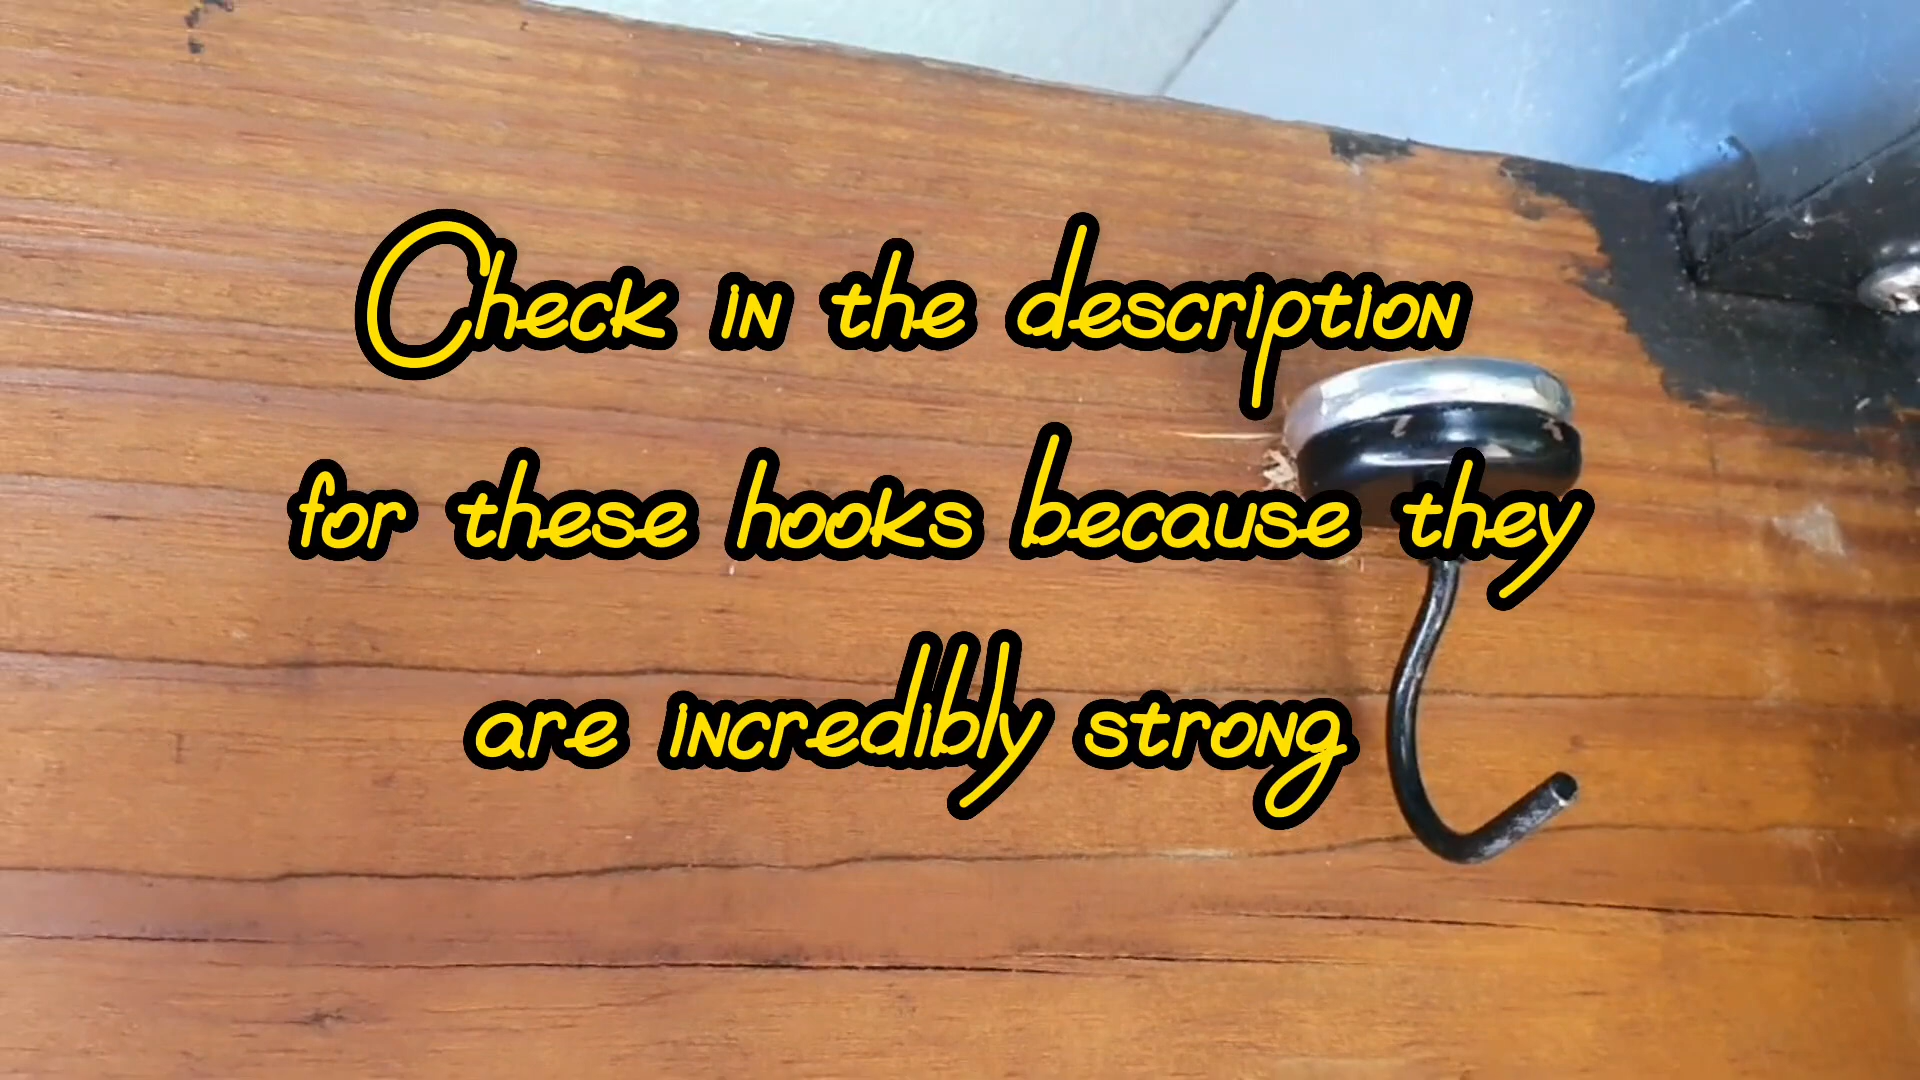 Check in the description
for these hooks because they
are incredibly strong